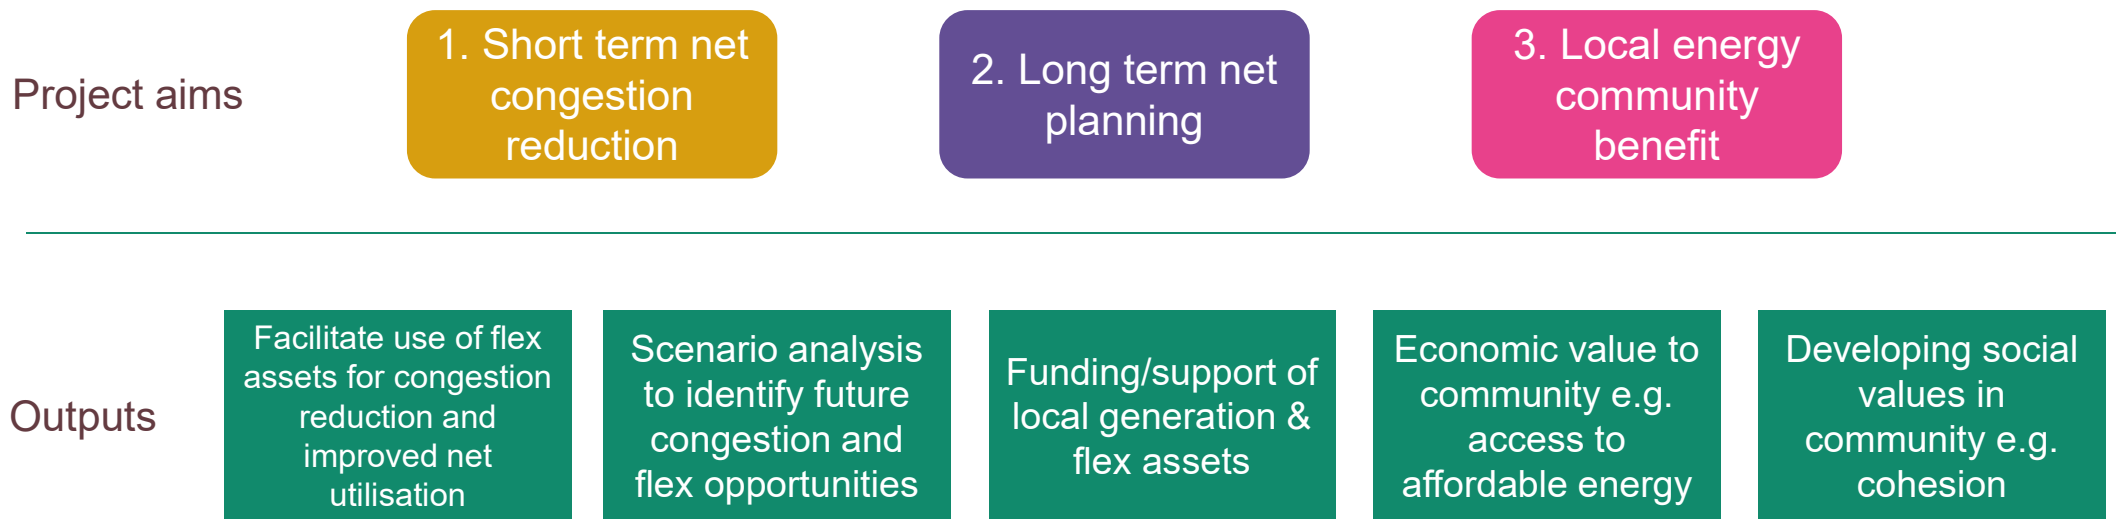 Project aims
1. Short term net
congestion
reduction
2. Long term net
planning
3. Local energy
community
benefit
Outputs
Facilitate use of flex
assets for congestion
reduction and
improved net
utilisation
Scenario analysis
to identify future
congestion and
flex opportunities
Funding/support of
local generation &
flex assets
Economic value to
community e.g.
access to
affordable energy
Developing social
values in
community e.g.
cohesion